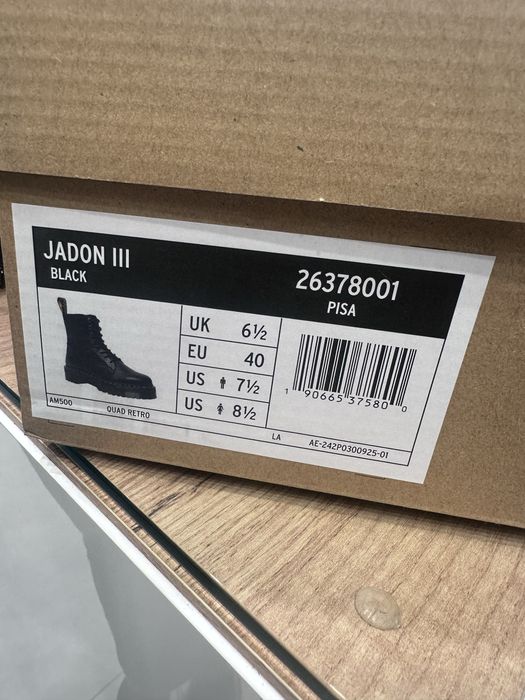 JADON III
BLACK
26378001
PISA
UK 6½
EU 40
US 7½
US 8½
1 90665 37580 0
AM500
QUAD RETRO
LA
AE-242P0300925-01